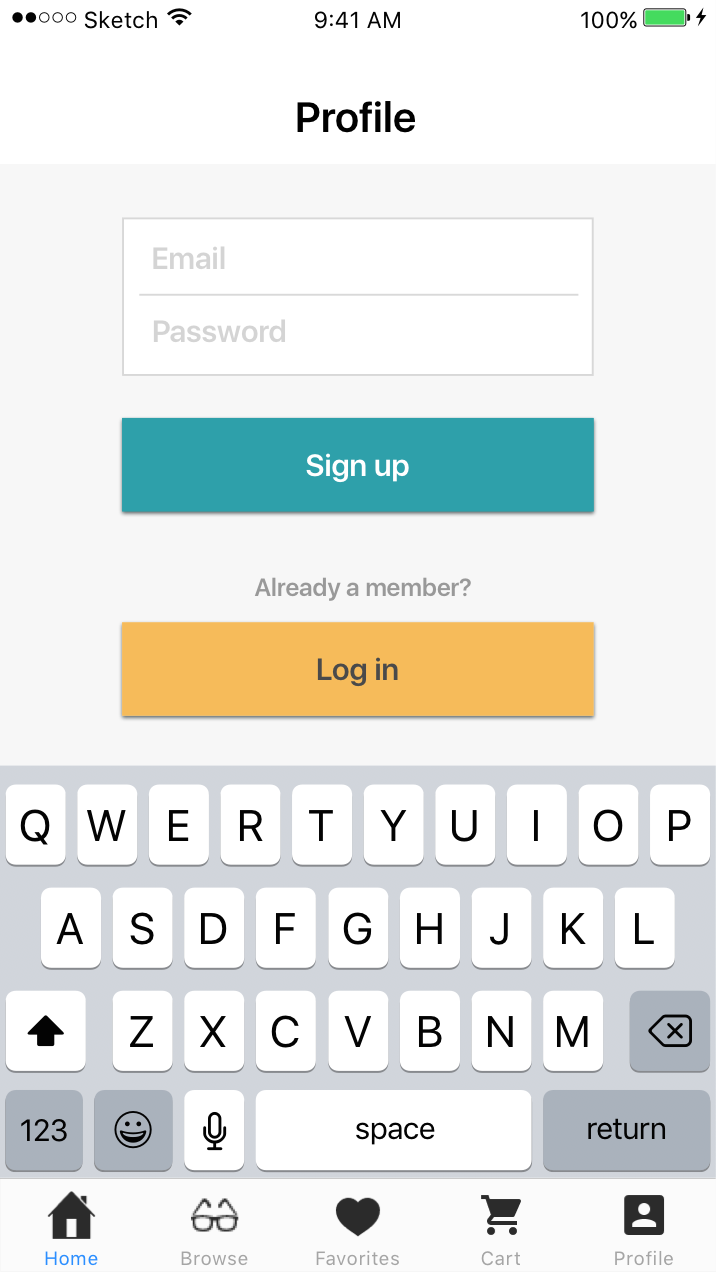 Sketch 9:41 AM 100%
Profile
Email
Password
Sign up
Already a member?
Log in
Q W E R T Y U I O P
A S D F G H J K L
Z X C V B N M
123 space return
Home Browse Favorites Cart Profile